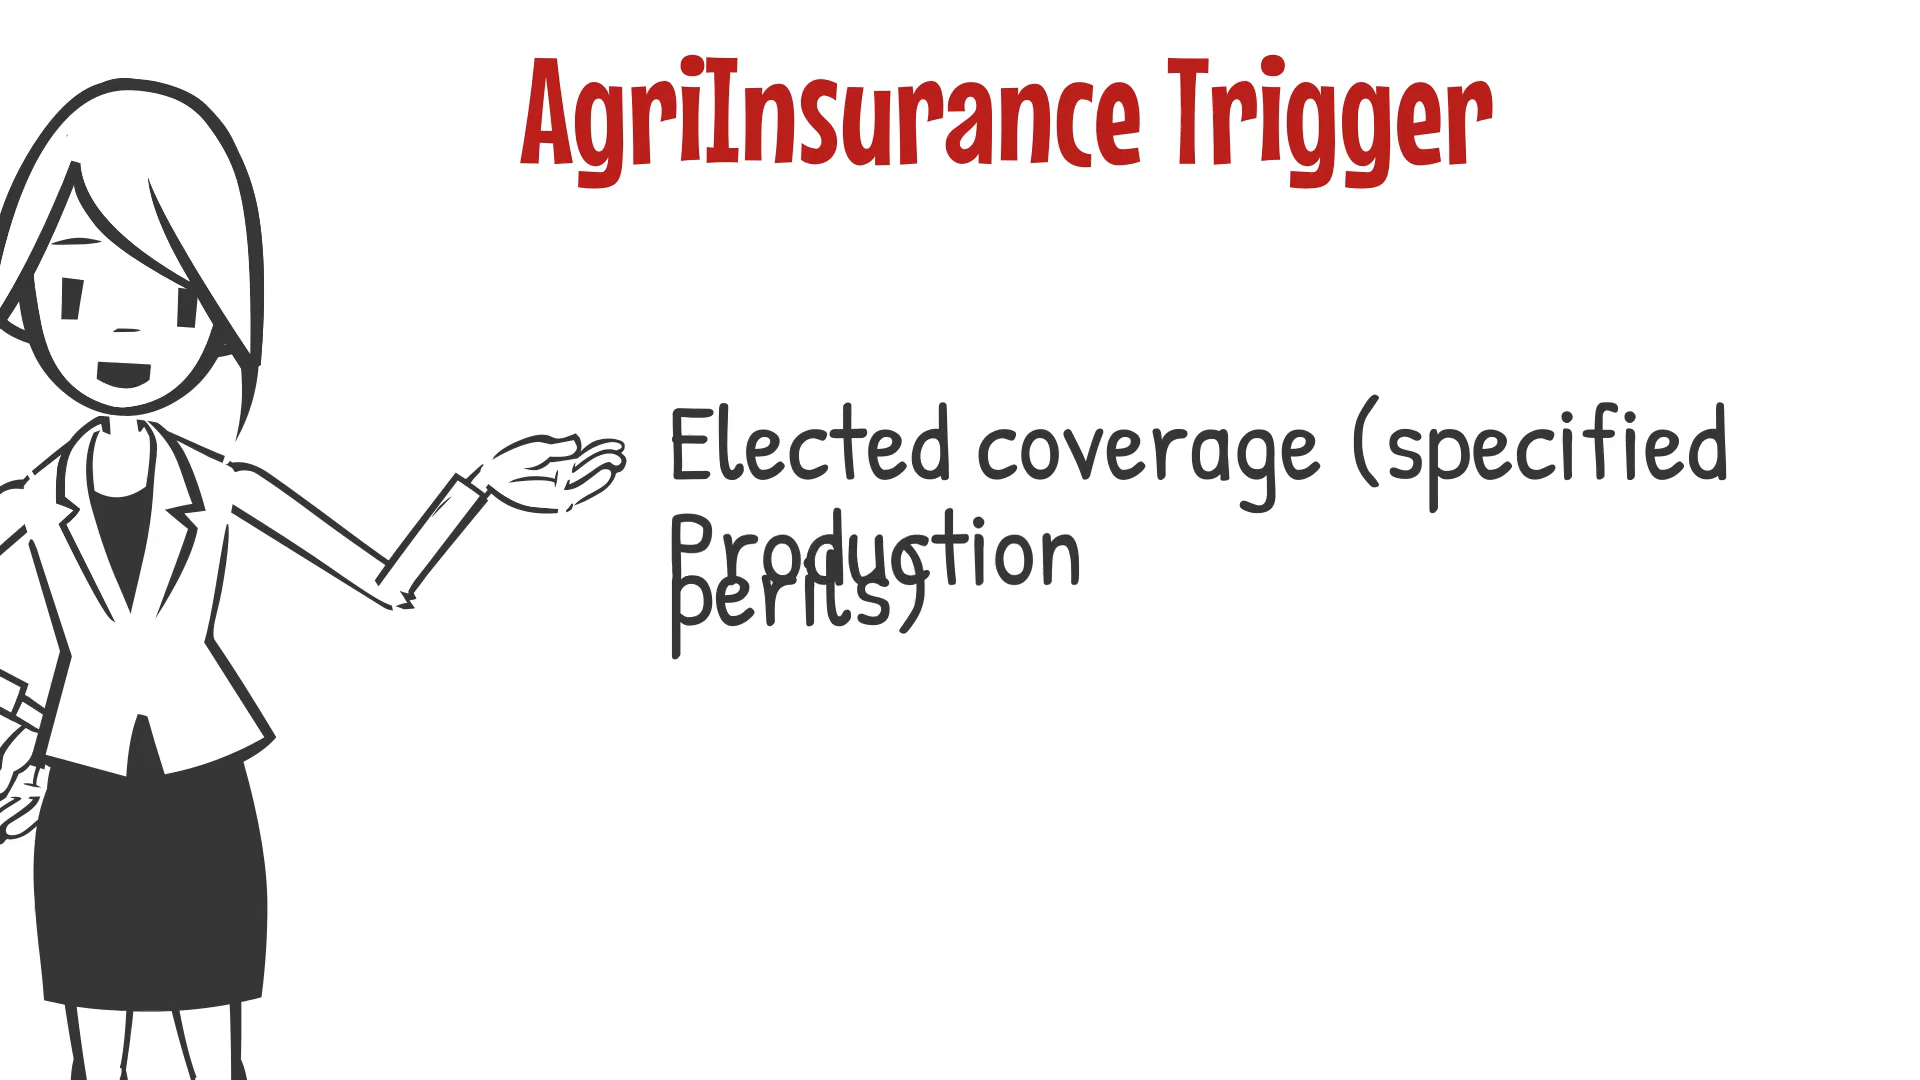 AgriInsurance Trigger
Elected coverage (specified
Production
perils)